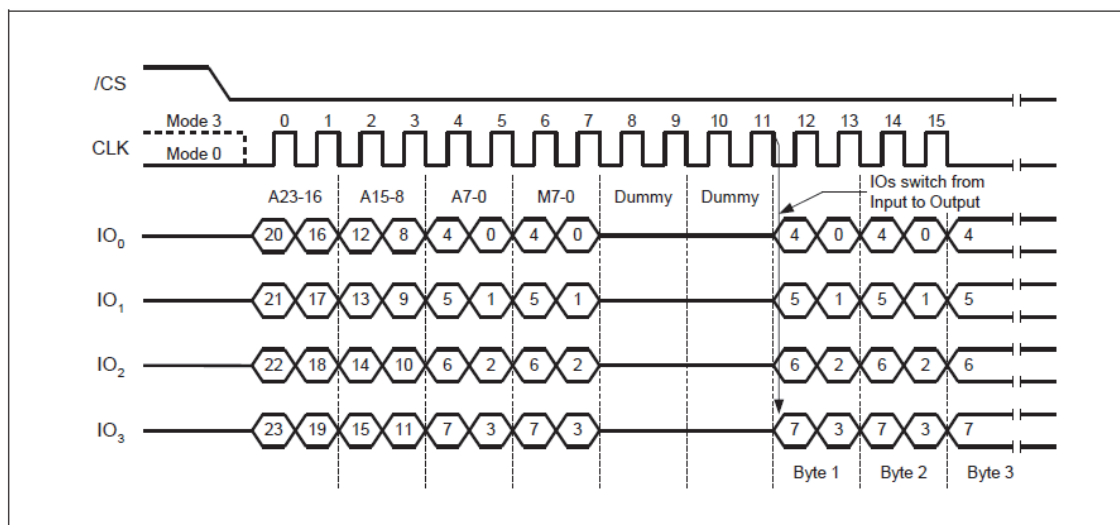 /CS
Mode 3 0 1 2 3 4 5 6 7 8 9 10 11 12 13 14 15
CLK
Mode 0
IOs switch from
Input to Output
A23-16 A15-8 A7-0 M7-0 Dummy Dummy
IO0 20 16 12 8 4 0 4 0 4 0 4 0 4
IO1 21 17 13 9 5 1 5 1 5 1 5 1 5
IO2 22 18 14 10 6 2 6 2 6 2 6 2 6
IO3 23 19 15 11 7 3 7 3 7 3 7 3 7
Byte 1 Byte 2 Byte 3